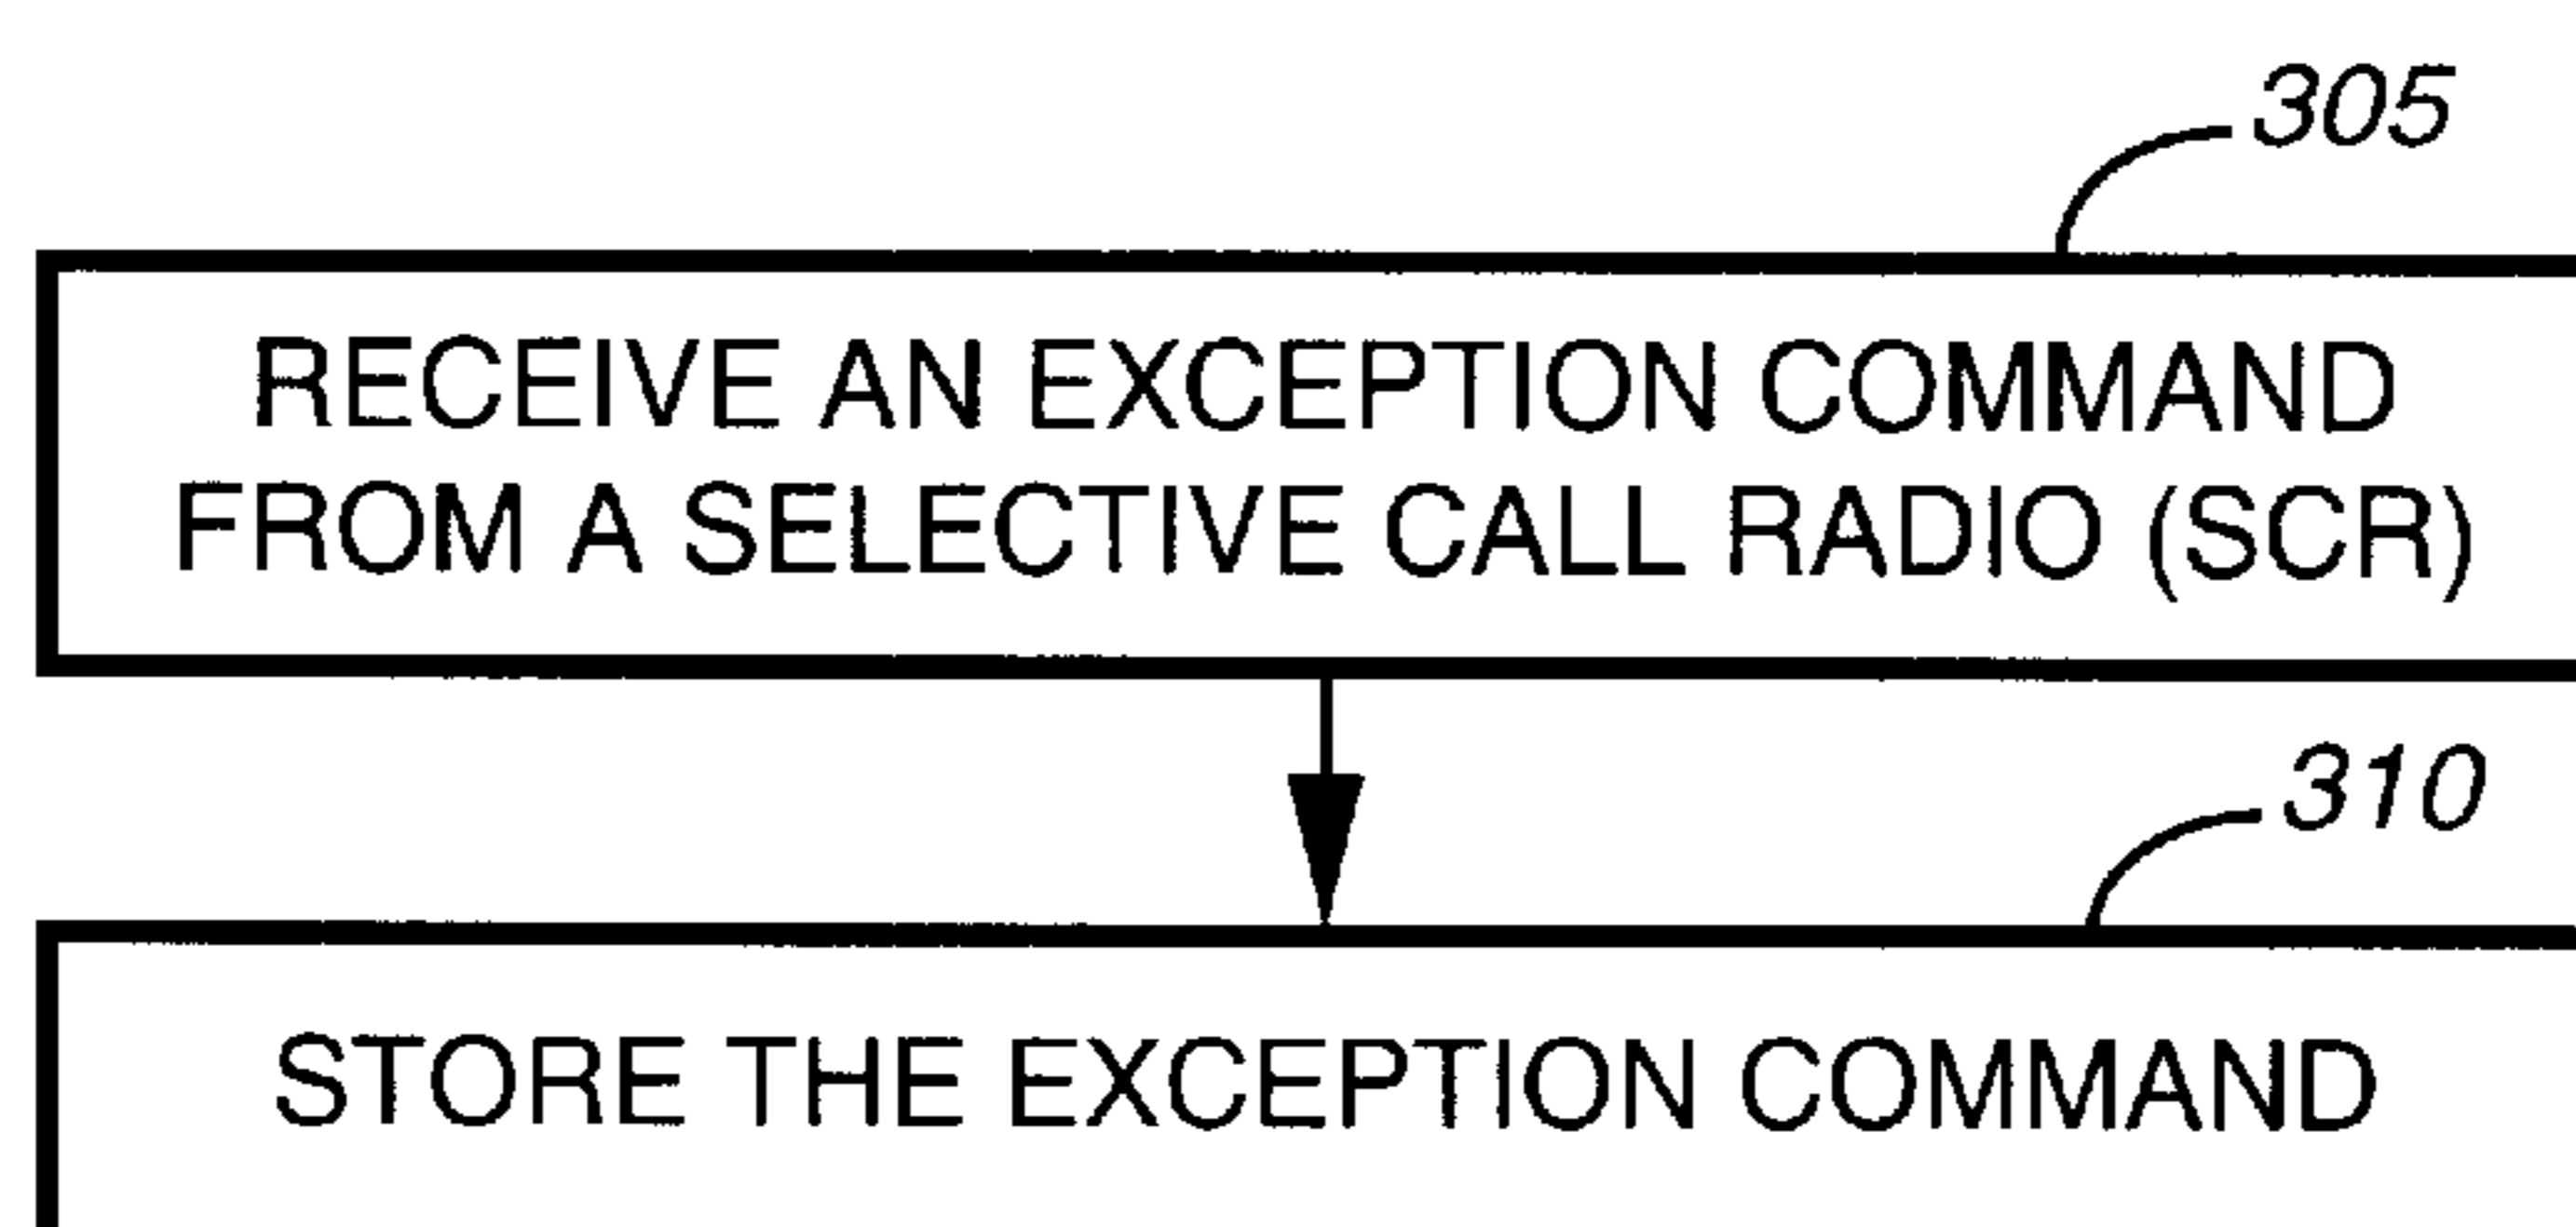 305
RECEIVE AN EXCEPTION COMMAND
FROM A SELECTIVE CALL RADIO (SCR)
310
STORE THE EXCEPTION COMMAND